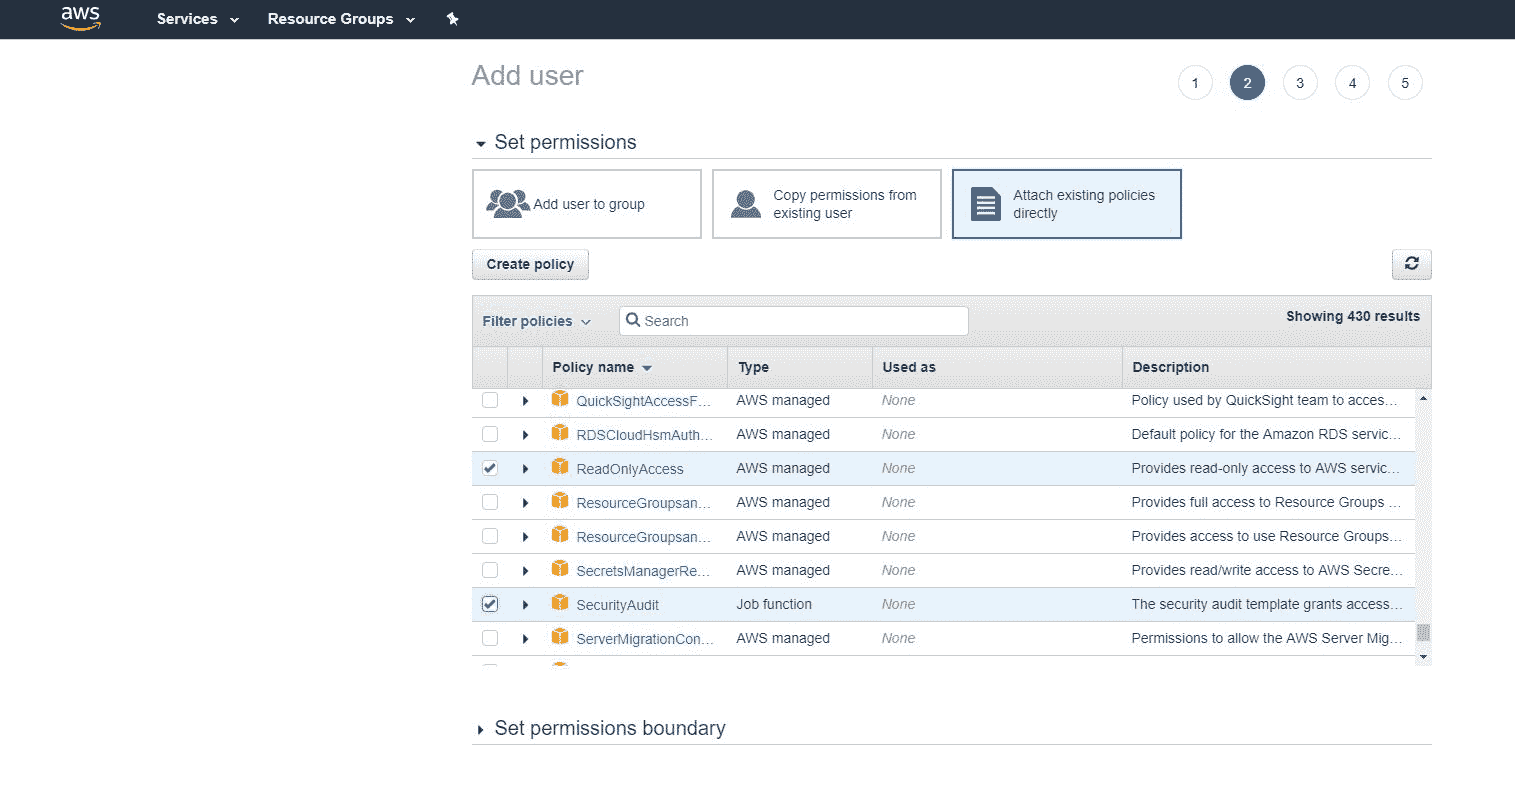 aws Services Resource Groups
Add user
1 2 3 4 5
Set permissions
Add user to group
Copy permissions from
existing user
Attach existing policies
directly
Create policy
Filter policies Search Showing 430 results
Policy name Type Used as Description
QuickSightAccessF... AWS managed None Policy used by QuickSight team to acces...
RDSCloudHsmAuth... AWS managed None Default policy for the Amazon RDS servic...
ReadOnlyAccess AWS managed None Provides read-only access to AWS servic...
ResourceGroupsan... AWS managed None Provides full access to Resource Groups ...
ResourceGroupsan... AWS managed None Provides access to use Resource Groups...
SecretsManagerRe... AWS managed None Provides read/write access to AWS Secre...
SecurityAudit Job function None The security audit template grants access...
ServerMigrationCon... AWS managed None Permissions to allow the AWS Server Mig...
Set permissions boundary